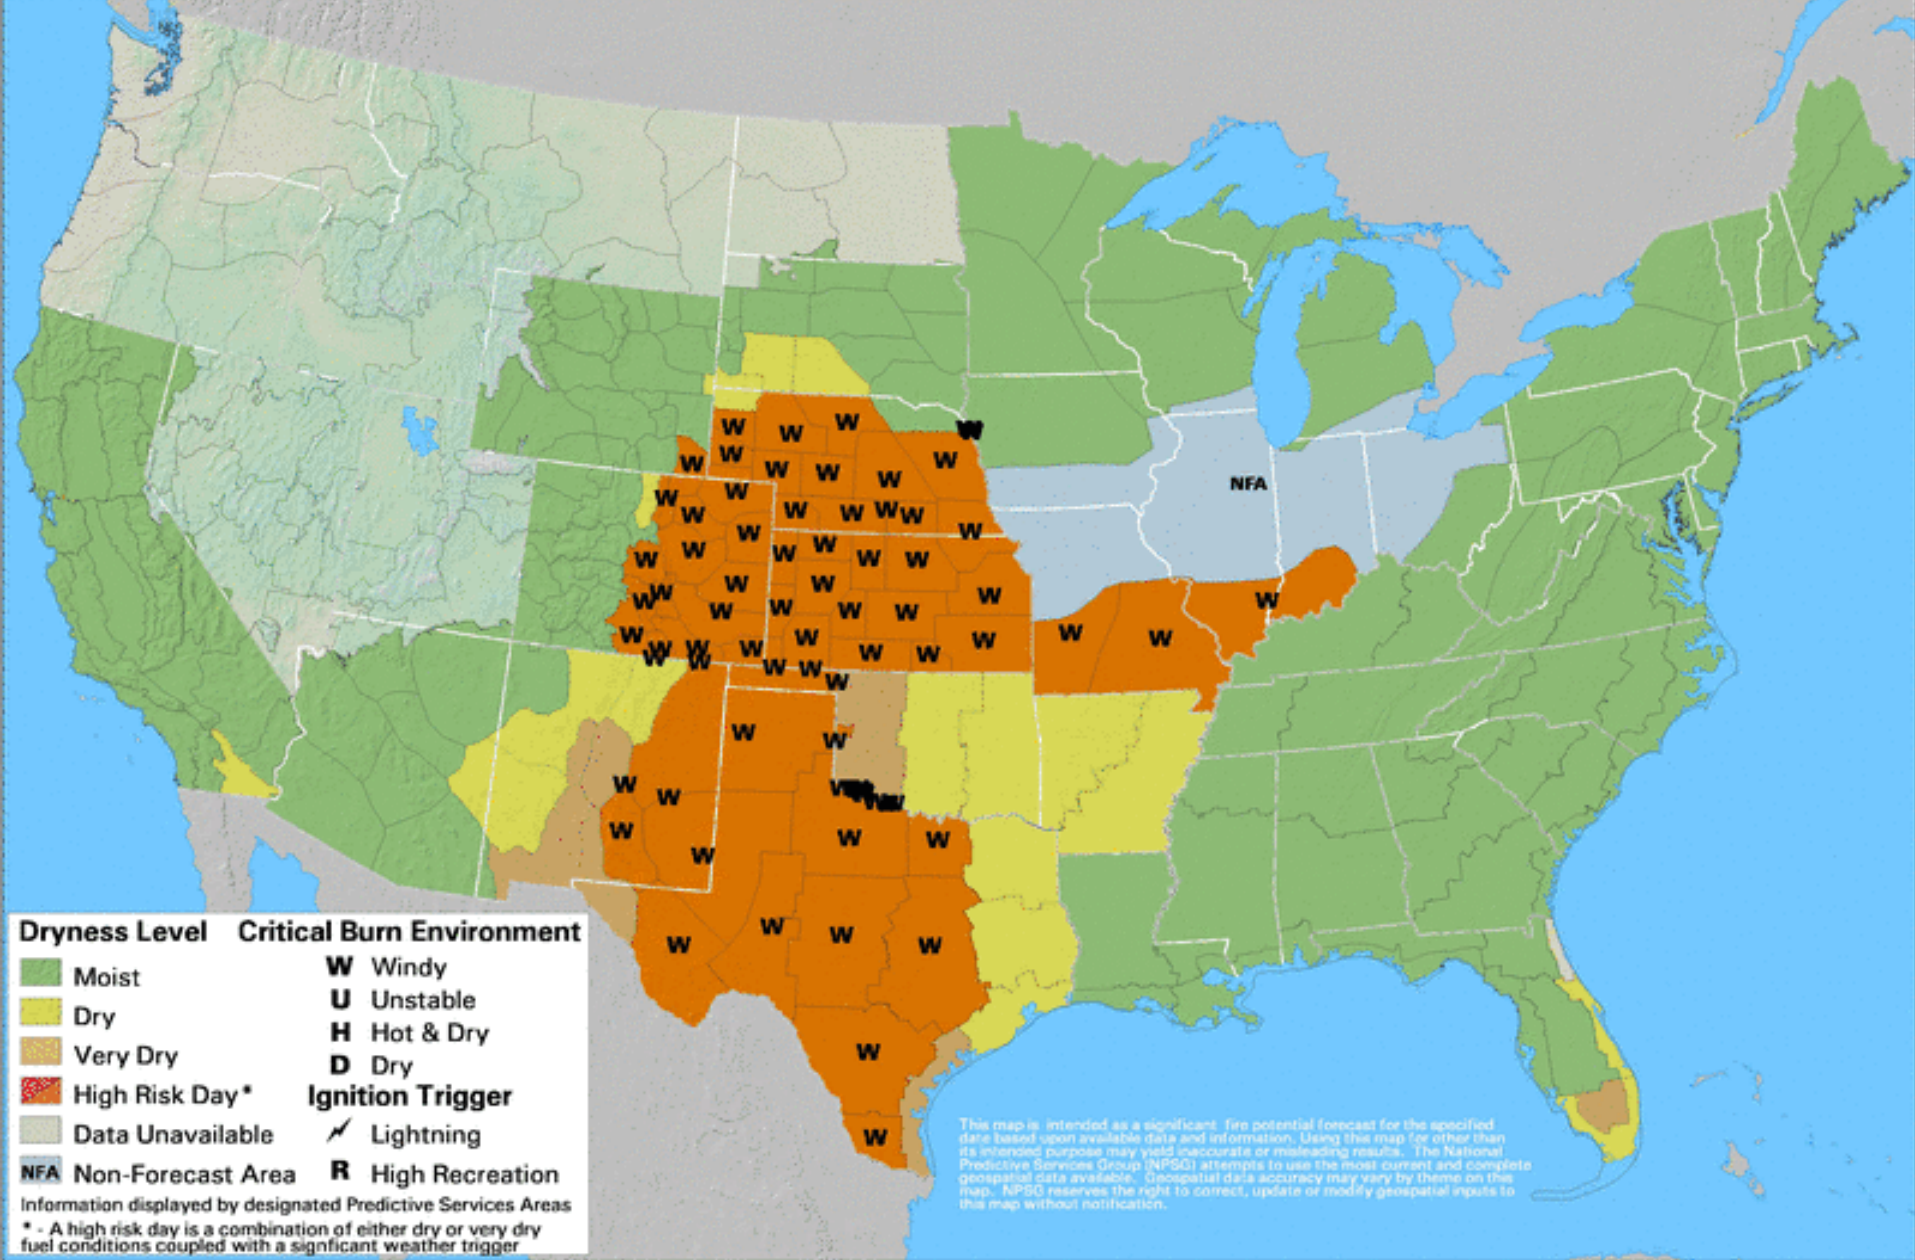 NFA
Dryness Level Critical Burn Environment
Moist W Windy
Dry U Unstable
Very Dry H Hot & Dry
High Risk Day* D Dry
Ignition Trigger
Data Unavailable Lightning
NFA Non-Forecast Area R High Recreation
Information displayed by designated Predictive Services Areas
* - A high risk day is a combination of either dry or very dry
fuel conditions coupled with a signficant weather trigger
This map is intended as a significant fire potential forecast for the specified
date based upon available data and information. Using this map for other than
its intended purpose may yield inaccurate or misleading results. The National
Predictive Services Group (NPSG) attempts to use the most current and complete
geospatial data available. Geospatial data accuracy may vary by theme on this
map. NPSG reserves the right to correct, update or modify geospatial inputs to
this map without notification.